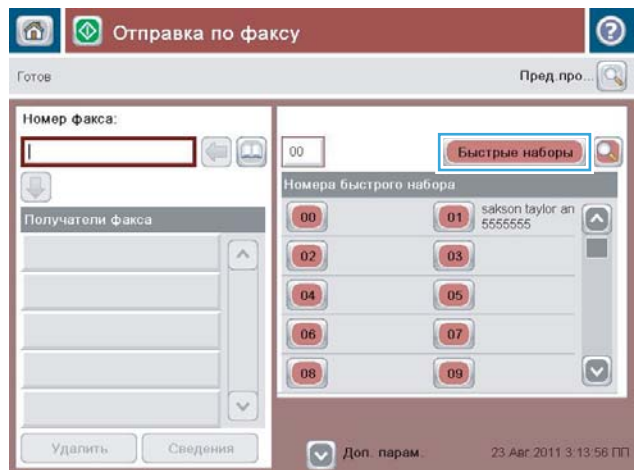 Отправка по факсу
Готов
Пред.про...
Номер факса:
00
Быстрые наборы
Номера быстрого набора
Получатели факса
00
01 sakson taylor an
5555555
02 03
04 05
06 07
08 09
Удалить Сведения
Доп. парам. 23 Авг 2011 3:13:56 ПП